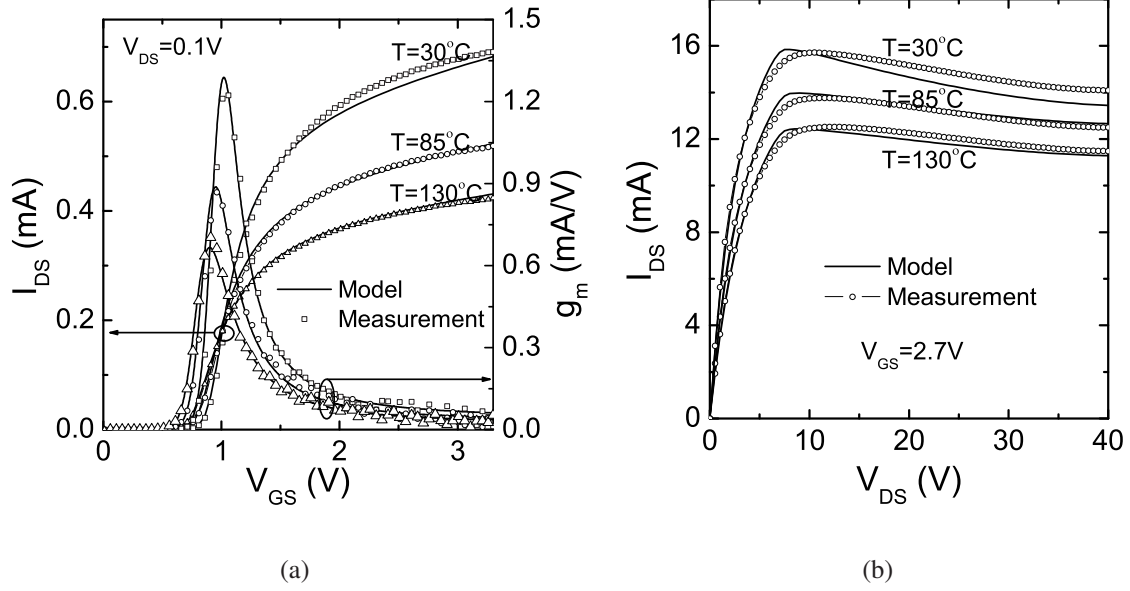 V_DS=0.1V
T=30°C
T=85°C
T=130°C
Model
Measurement
I_DS (mA)
0.0
0.2
0.4
0.6
g_m (mA/V)
0.0
0.3
0.6
0.9
1.2
1.5
0
1
2
3
V_GS (V)
(a)
T=30°C
T=85°C
T=130°C
Model
Measurement
V_GS=2.7V
I_DS (mA)
0
4
8
12
16
0
10
20
30
40
V_DS (V)
(b)